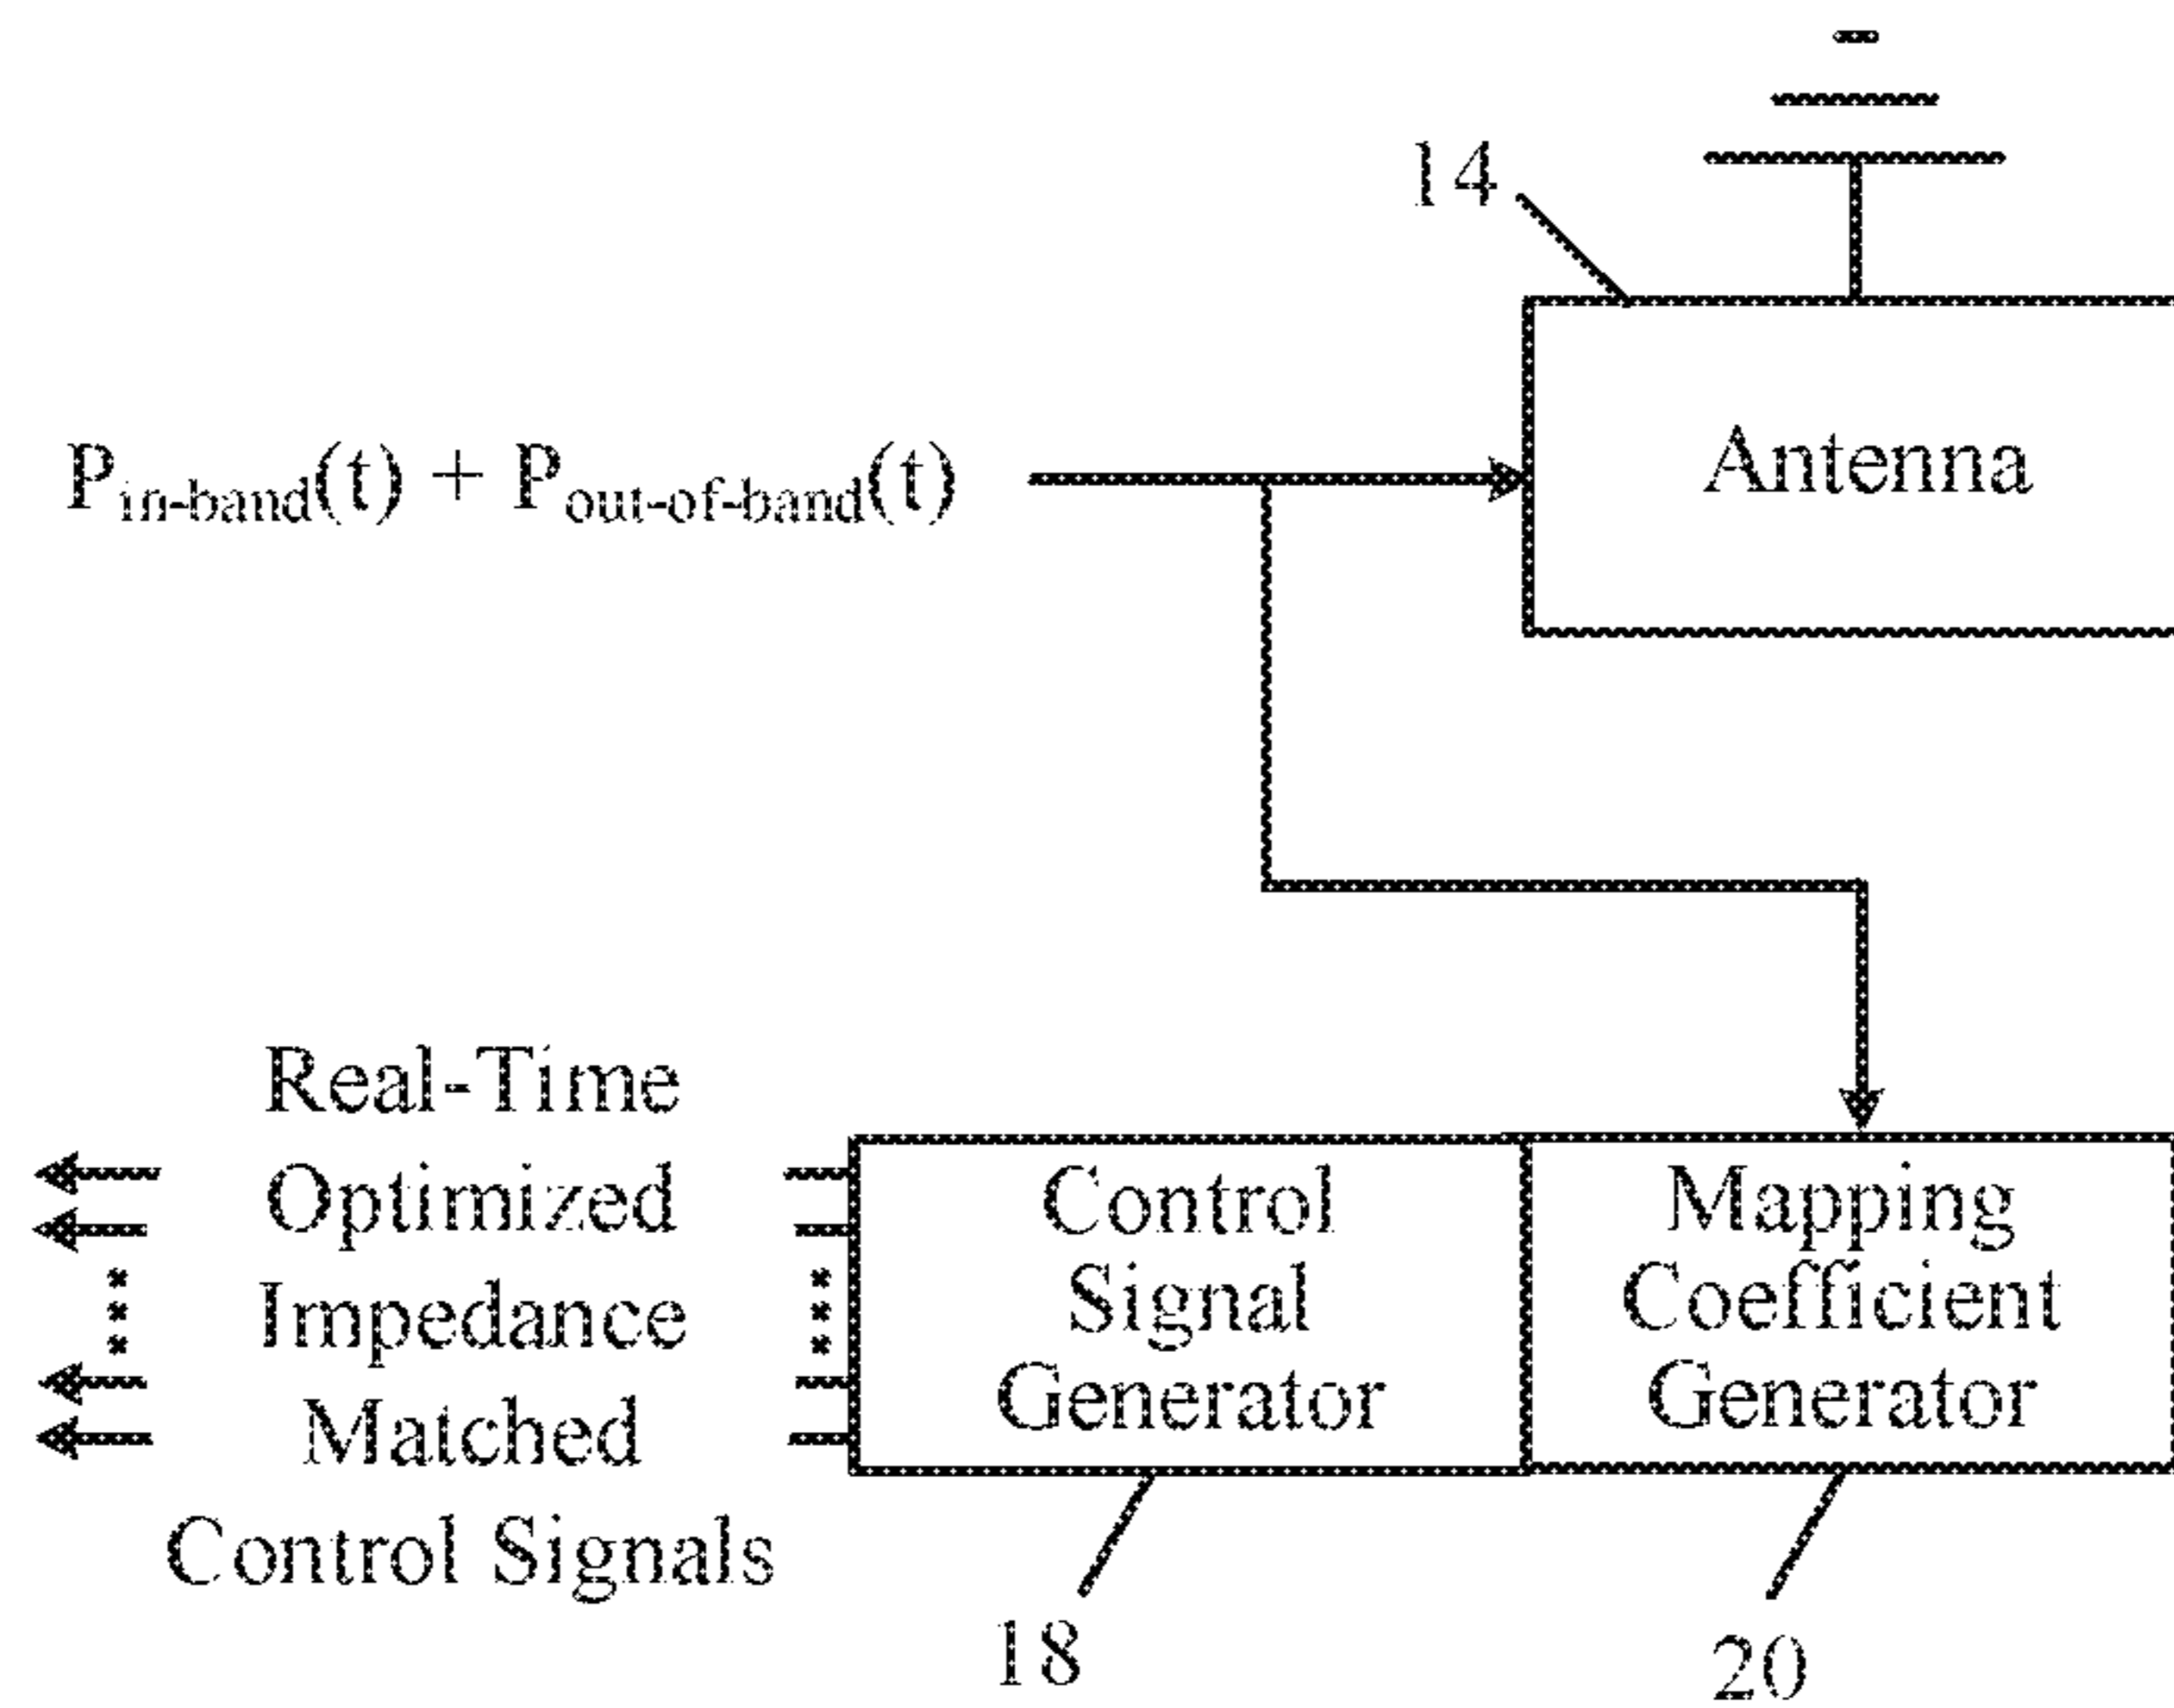 14
P_in-band(t) + P_out-of-band(t)
Antenna
Real-Time
Optimized
Impedance
Matched
Control Signals
Control
Signal
Generator
Mapping
Coefficient
Generator
18
20